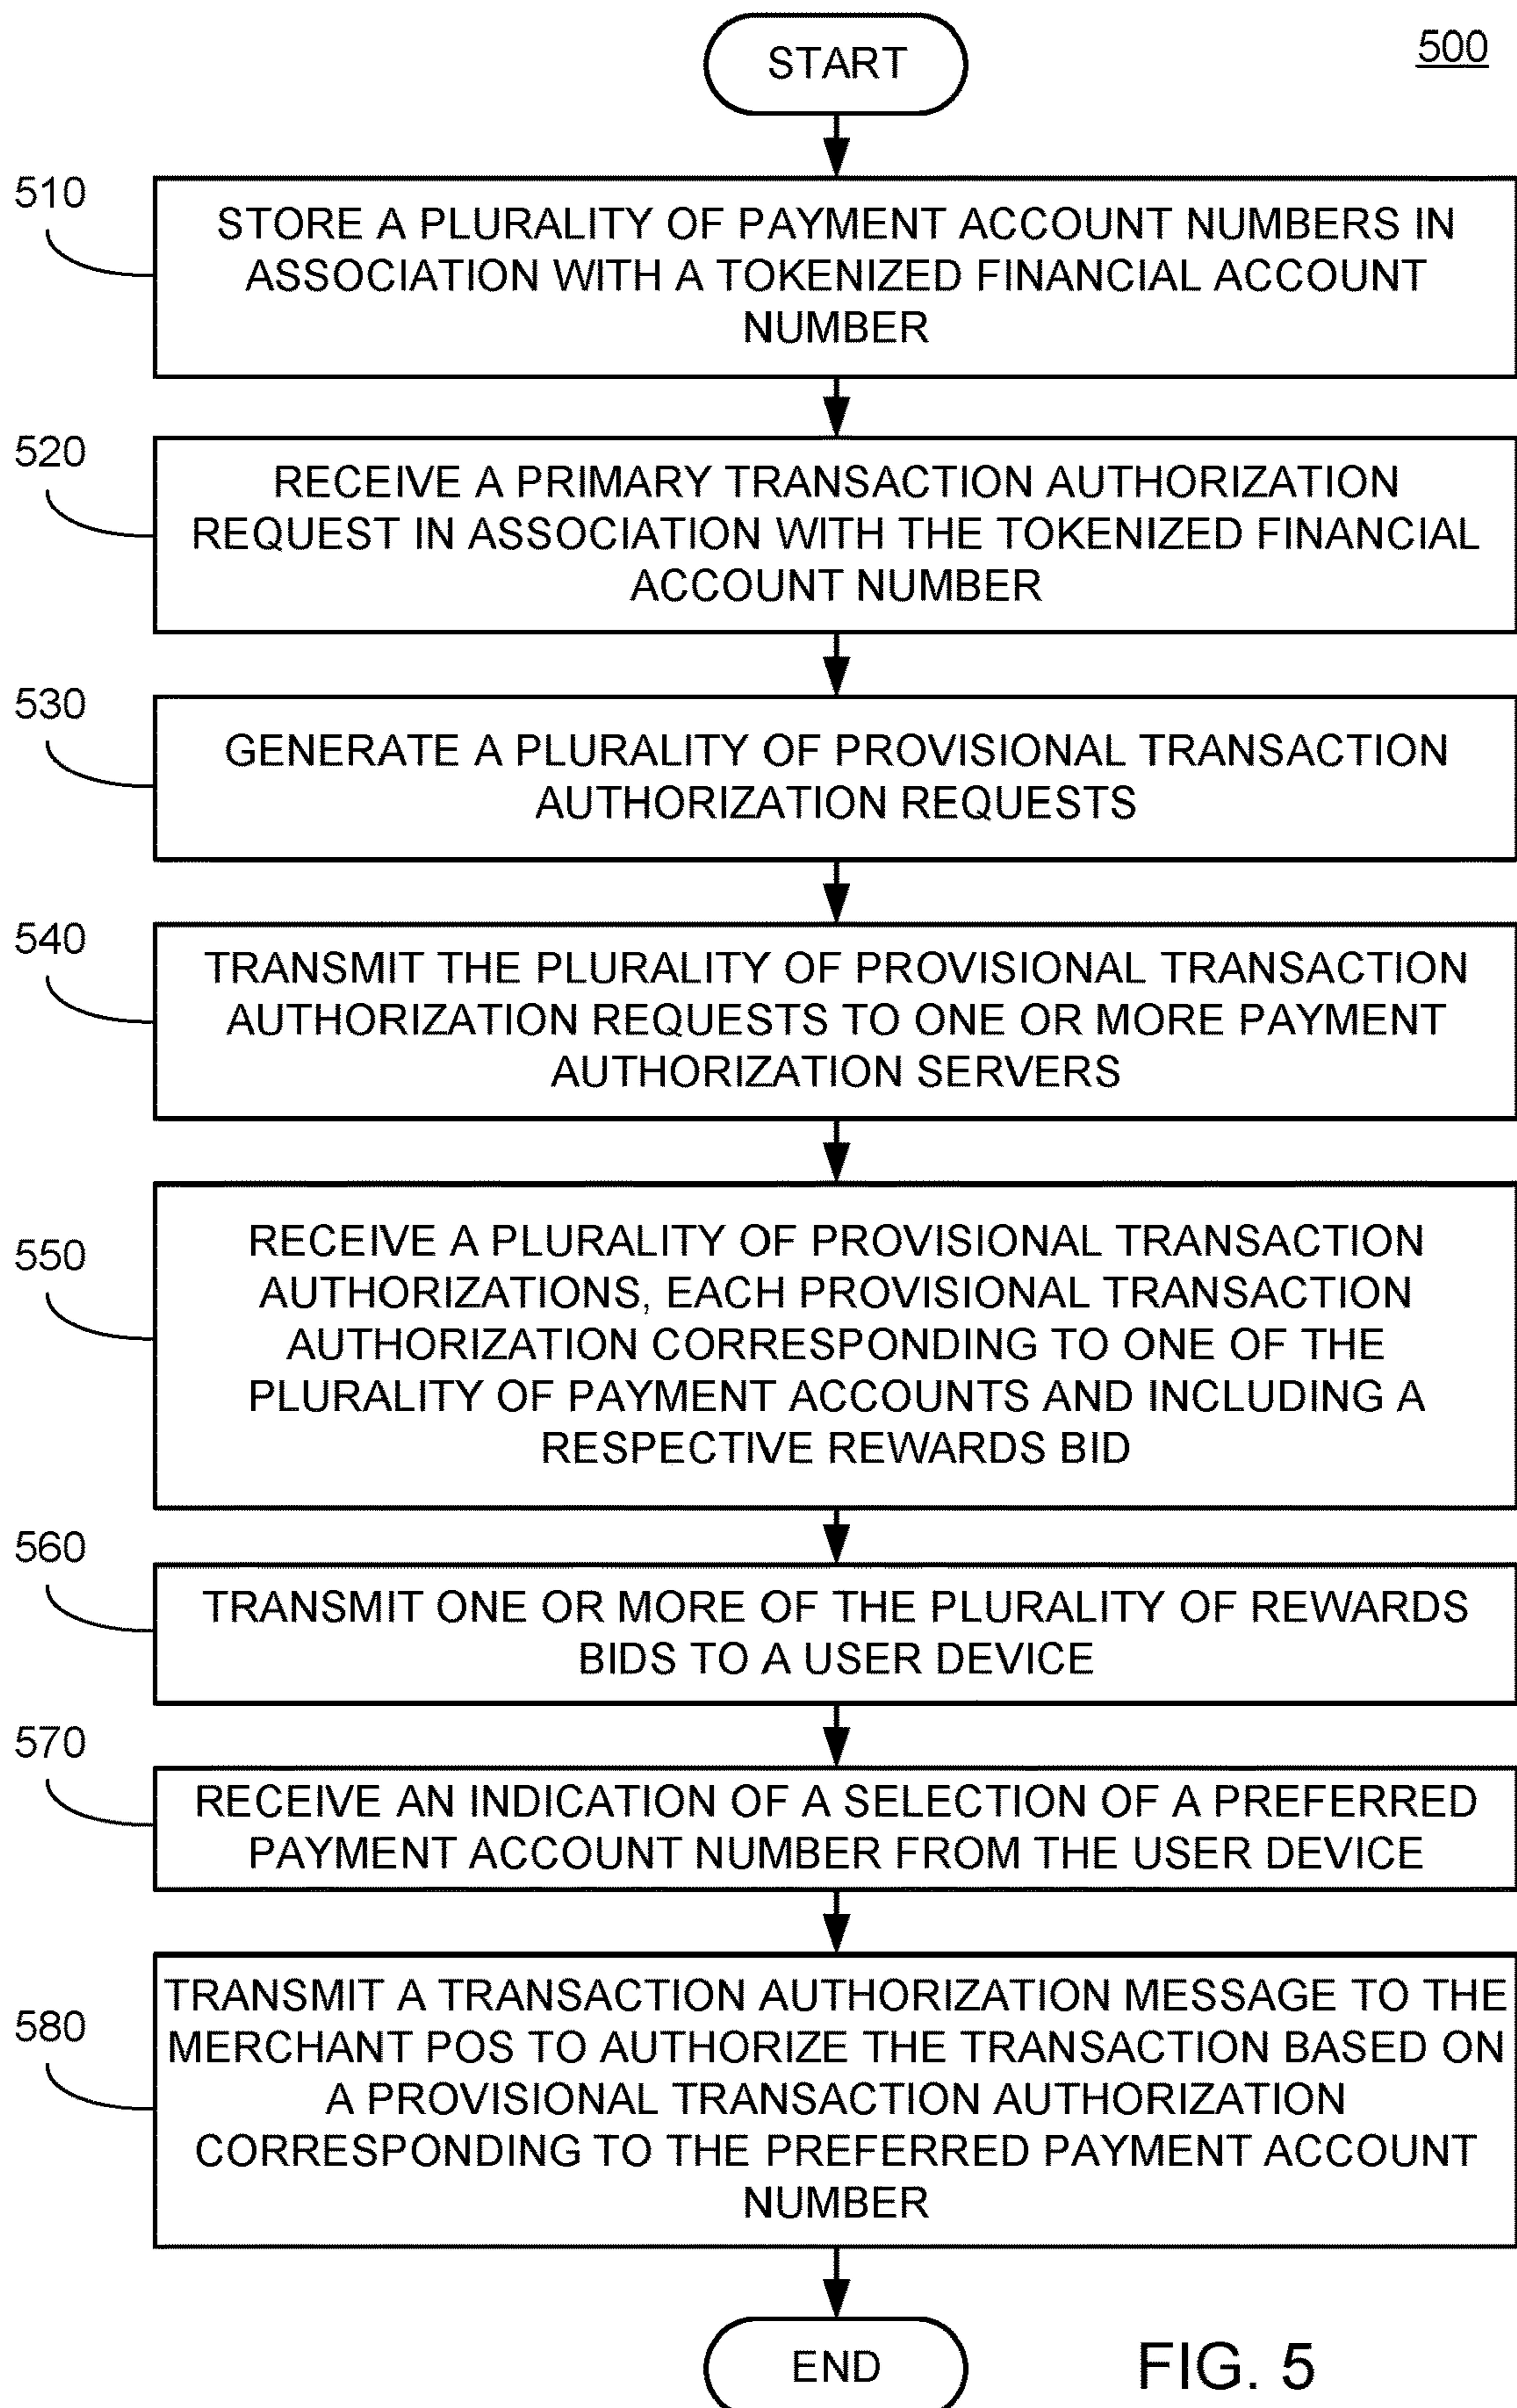 START
500
510
STORE A PLURALITY OF PAYMENT ACCOUNT NUMBERS IN
ASSOCIATION WITH A TOKENIZED FINANCIAL ACCOUNT
NUMBER
520
RECEIVE A PRIMARY TRANSACTION AUTHORIZATION
REQUEST IN ASSOCIATION WITH THE TOKENIZED FINANCIAL
ACCOUNT NUMBER
530
GENERATE A PLURALITY OF PROVISIONAL TRANSACTION
AUTHORIZATION REQUESTS
540
TRANSMIT THE PLURALITY OF PROVISIONAL TRANSACTION
AUTHORIZATION REQUESTS TO ONE OR MORE PAYMENT
AUTHORIZATION SERVERS
550
RECEIVE A PLURALITY OF PROVISIONAL TRANSACTION
AUTHORIZATIONS, EACH PROVISIONAL TRANSACTION
AUTHORIZATION CORRESPONDING TO ONE OF THE
PLURALITY OF PAYMENT ACCOUNTS AND INCLUDING A
RESPECTIVE REWARDS BID
560
TRANSMIT ONE OR MORE OF THE PLURALITY OF REWARDS
BIDS TO A USER DEVICE
570
RECEIVE AN INDICATION OF A SELECTION OF A PREFERRED
PAYMENT ACCOUNT NUMBER FROM THE USER DEVICE
580
TRANSMIT A TRANSACTION AUTHORIZATION MESSAGE TO THE
MERCHANT POS TO AUTHORIZE THE TRANSACTION BASED ON
A PROVISIONAL TRANSACTION AUTHORIZATION
CORRESPONDING TO THE PREFERRED PAYMENT ACCOUNT
NUMBER
END
FIG. 5